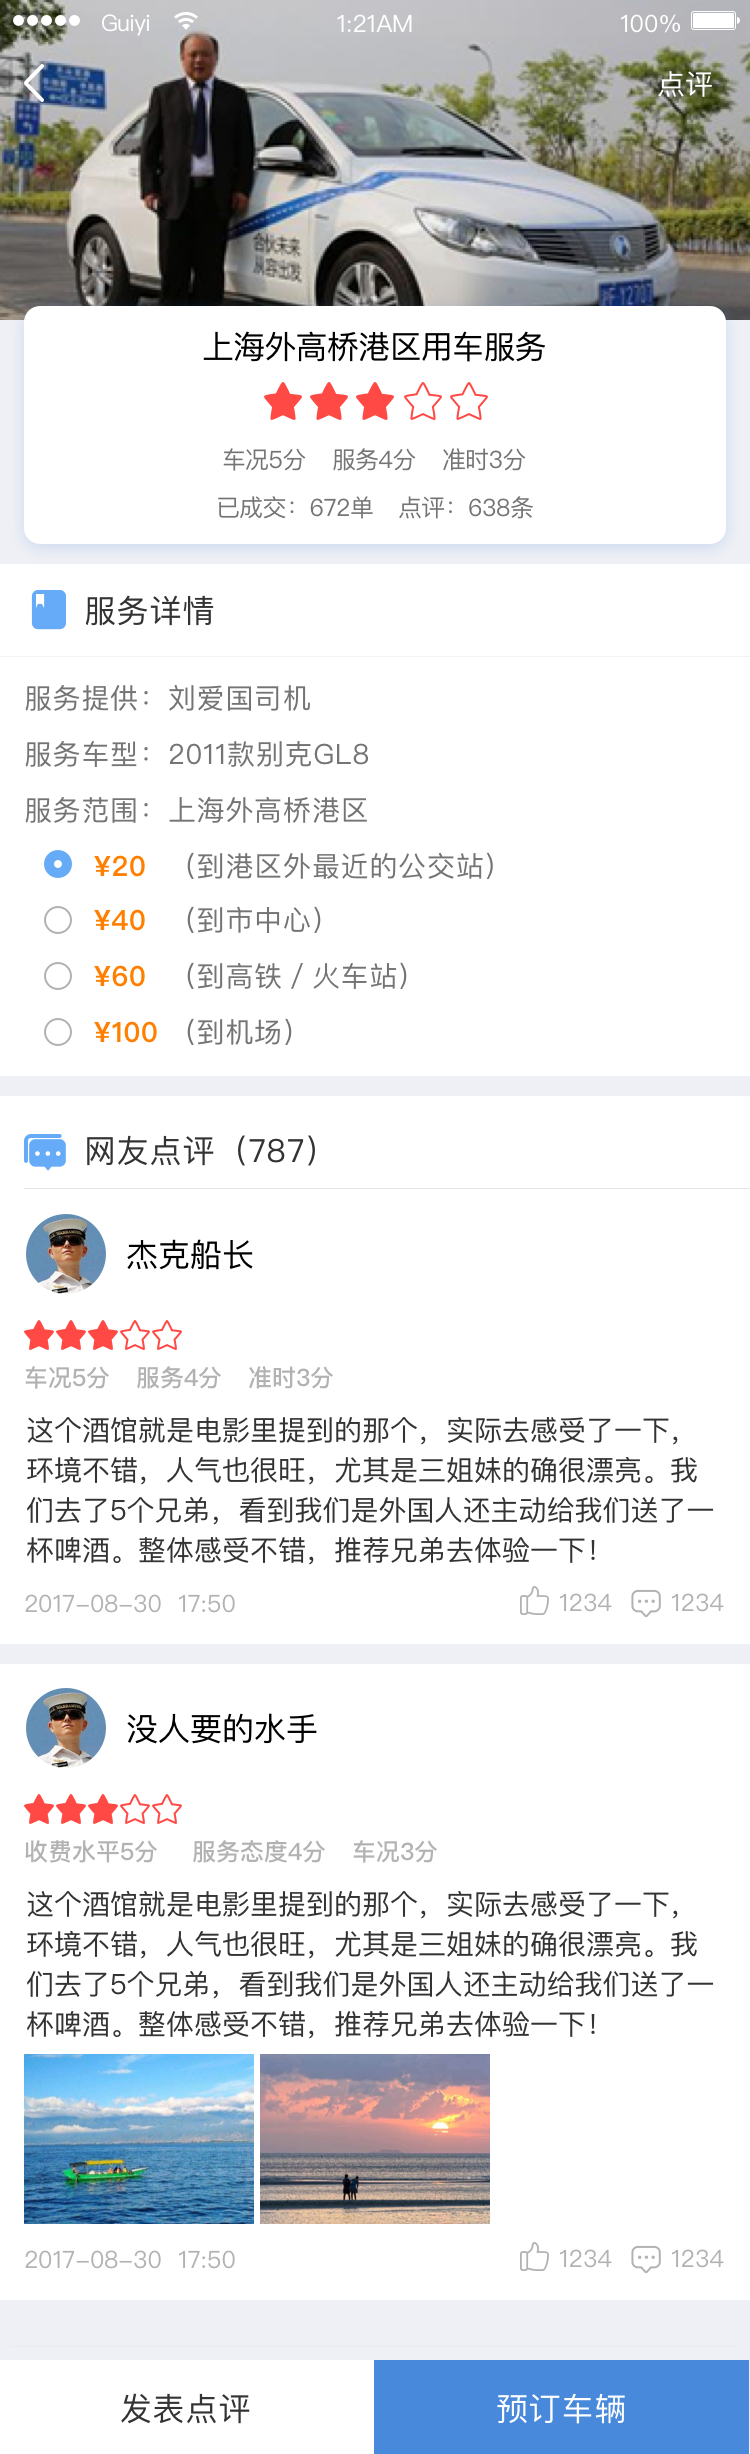 Guiyi
1:21AM
100%
点评
合伙未来
从容出发
上海外高桥港区用车服务
车况5分 服务4分 准时3分
已成交：672单 点评：638条
服务详情
服务提供：刘爱国司机
服务车型：2011款别克GL8
服务范围：上海外高桥港区
¥20 （到港区外最近的公交站）
¥40 （到市中心）
¥60 （到高铁 / 火车站）
¥100 （到机场）
网友点评（787）
杰克船长
车况5分 服务4分 准时3分
这个酒馆就是电影里提到的那个，实际去感受了一下，
环境不错，人气也很旺，尤其是三姐妹的确很漂亮。我
们去了5个兄弟，看到我们是外国人还主动给我们送了一
杯啤酒。整体感受不错，推荐兄弟去体验一下！
2017-08-30 17:50
1234
1234
没人要的水手
收费水平5分 服务态度4分 车况3分
这个酒馆就是电影里提到的那个，实际去感受了一下，
环境不错，人气也很旺，尤其是三姐妹的确很漂亮。我
们去了5个兄弟，看到我们是外国人还主动给我们送了一
杯啤酒。整体感受不错，推荐兄弟去体验一下！
2017-08-30 17:50
1234
1234
发表点评
预订车辆